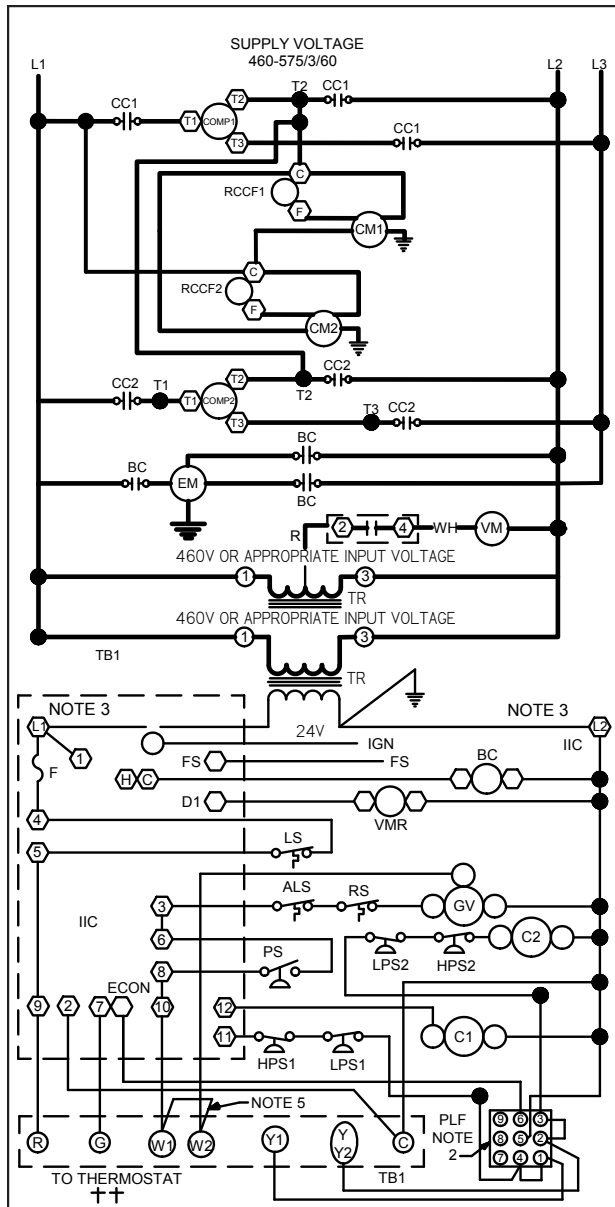 SUPPLY VOLTAGE
460-575/3/60
L1
L2
L3
T2
CC1
CC1
T1
COMP1
T2
T3
CC1
C
RCCF1
F
CM1
C
RCCF2
F
CM2
CC2
T1
T1
COMP2
T2
T3
T2
CC2
T3
CC2
BC
BC
EM
BC
R
2
4
WH
VM
460V OR APPROPRIATE INPUT VOLTAGE
1
3
TR
460V OR APPROPRIATE INPUT VOLTAGE
1
3
TB1
TR
NOTE 3
NOTE 3
L1
24V
L2
IIC
1
IGN
F
FS
FS
H
C
BC
D1
VMR
4
LS
5
ALS
RS
3
GV
IIC
6
PS
LPS2
HPS2
C2
8
ECON
9
2
7
10
12
11
C1
HPS1
LPS1
NOTE 5
PLF
NOTE
2
9
6
3
8
5
2
7
4
1
R
G
W1
W2
Y1
Y
Y2
C
TB1
TO THERMOSTAT
++